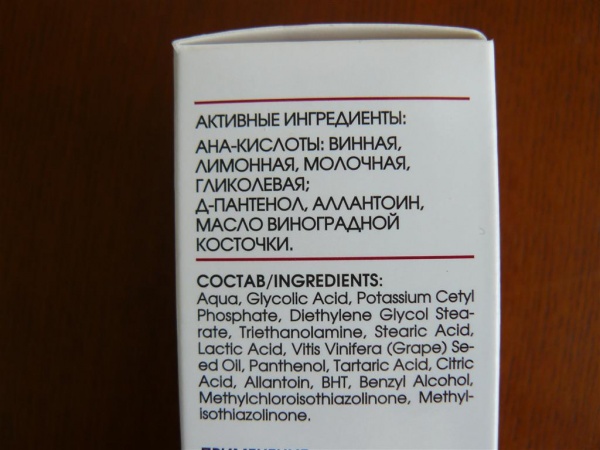 АКТИВНЫЕ ИНГРЕДИЕНТЫ:
АНА-КИСЛОТЫ: ВИННАЯ,
ЛИМОННАЯ, МОЛОЧНАЯ,
ГЛИКОЛЕВАЯ;
Д-ПАНТЕНОЛ, АЛЛАНТОИН,
МАСЛО ВИНОГРАДНОЙ
КОСТОЧКИ.
СОСТАВ/INGREDIENTS:
Aqua, Glycolic Acid, Potassium Cetyl
Phosphate, Diethylene Glycol Stea-
rate, Triethanolamine, Stearic Acid,
Lactic Acid, Vitis Vinifera (Grape) Se-
ed Oil, Panthenol, Tartaric Acid, Citric
Acid, Allantoin, BHT, Benzyl Alcohol,
Methylchloroisothiazolinone, Methyl-
isothiazolinone.